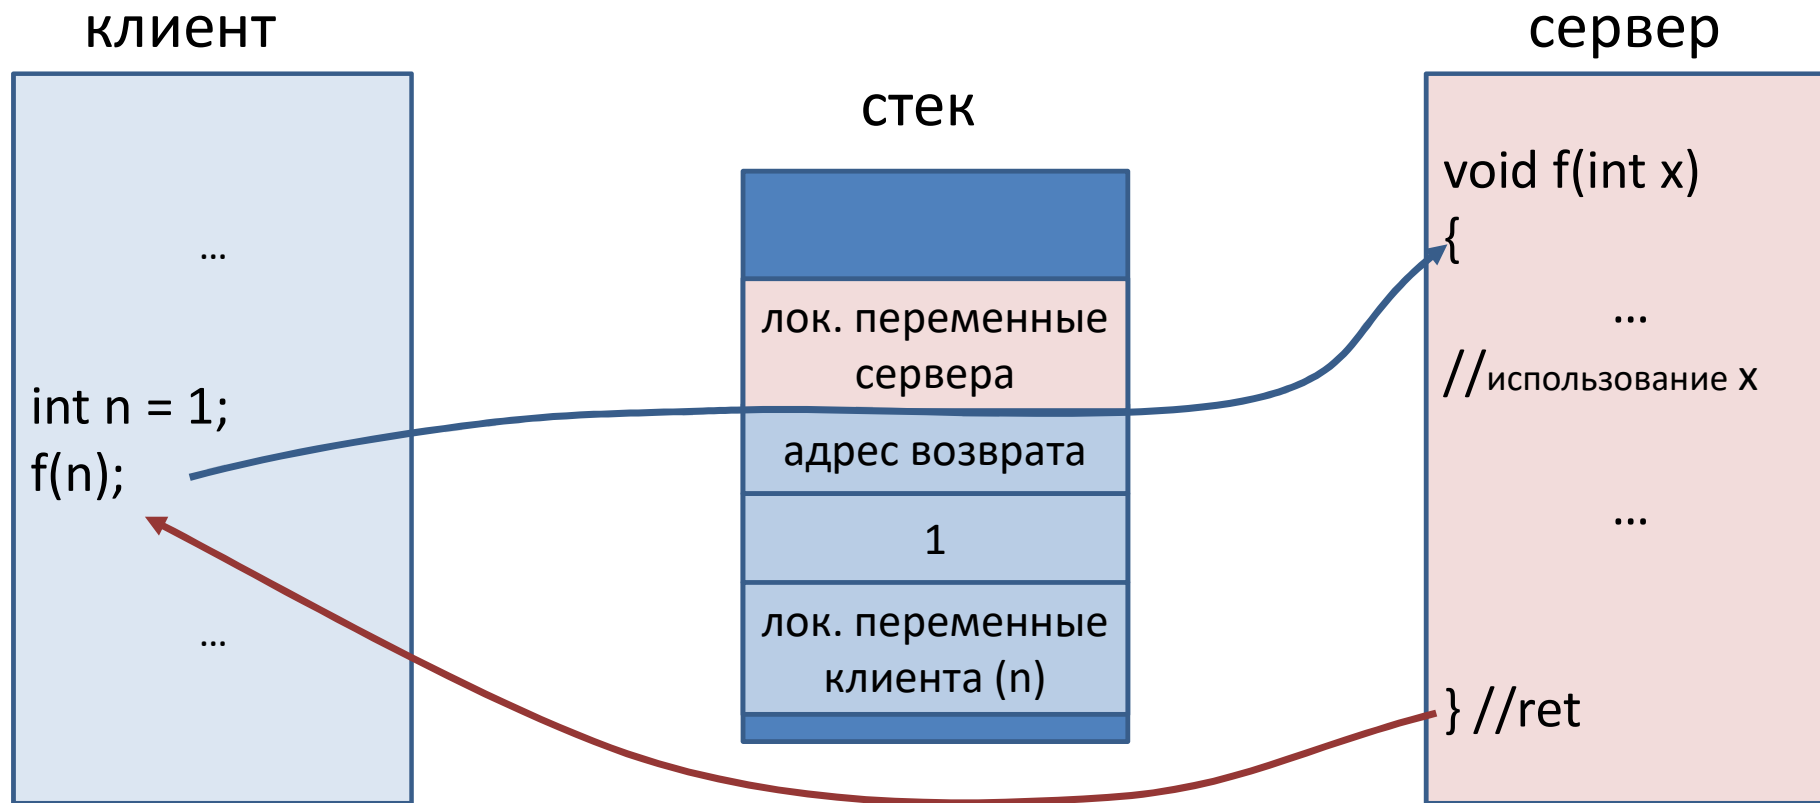 клиент
…
int n = 1;
f(n);
…
стек
лок. переменные
сервера
адрес возврата
1
лок. переменные
клиента (n)
сервер
void f(int x)
{
…
//использование x
…
} //ret